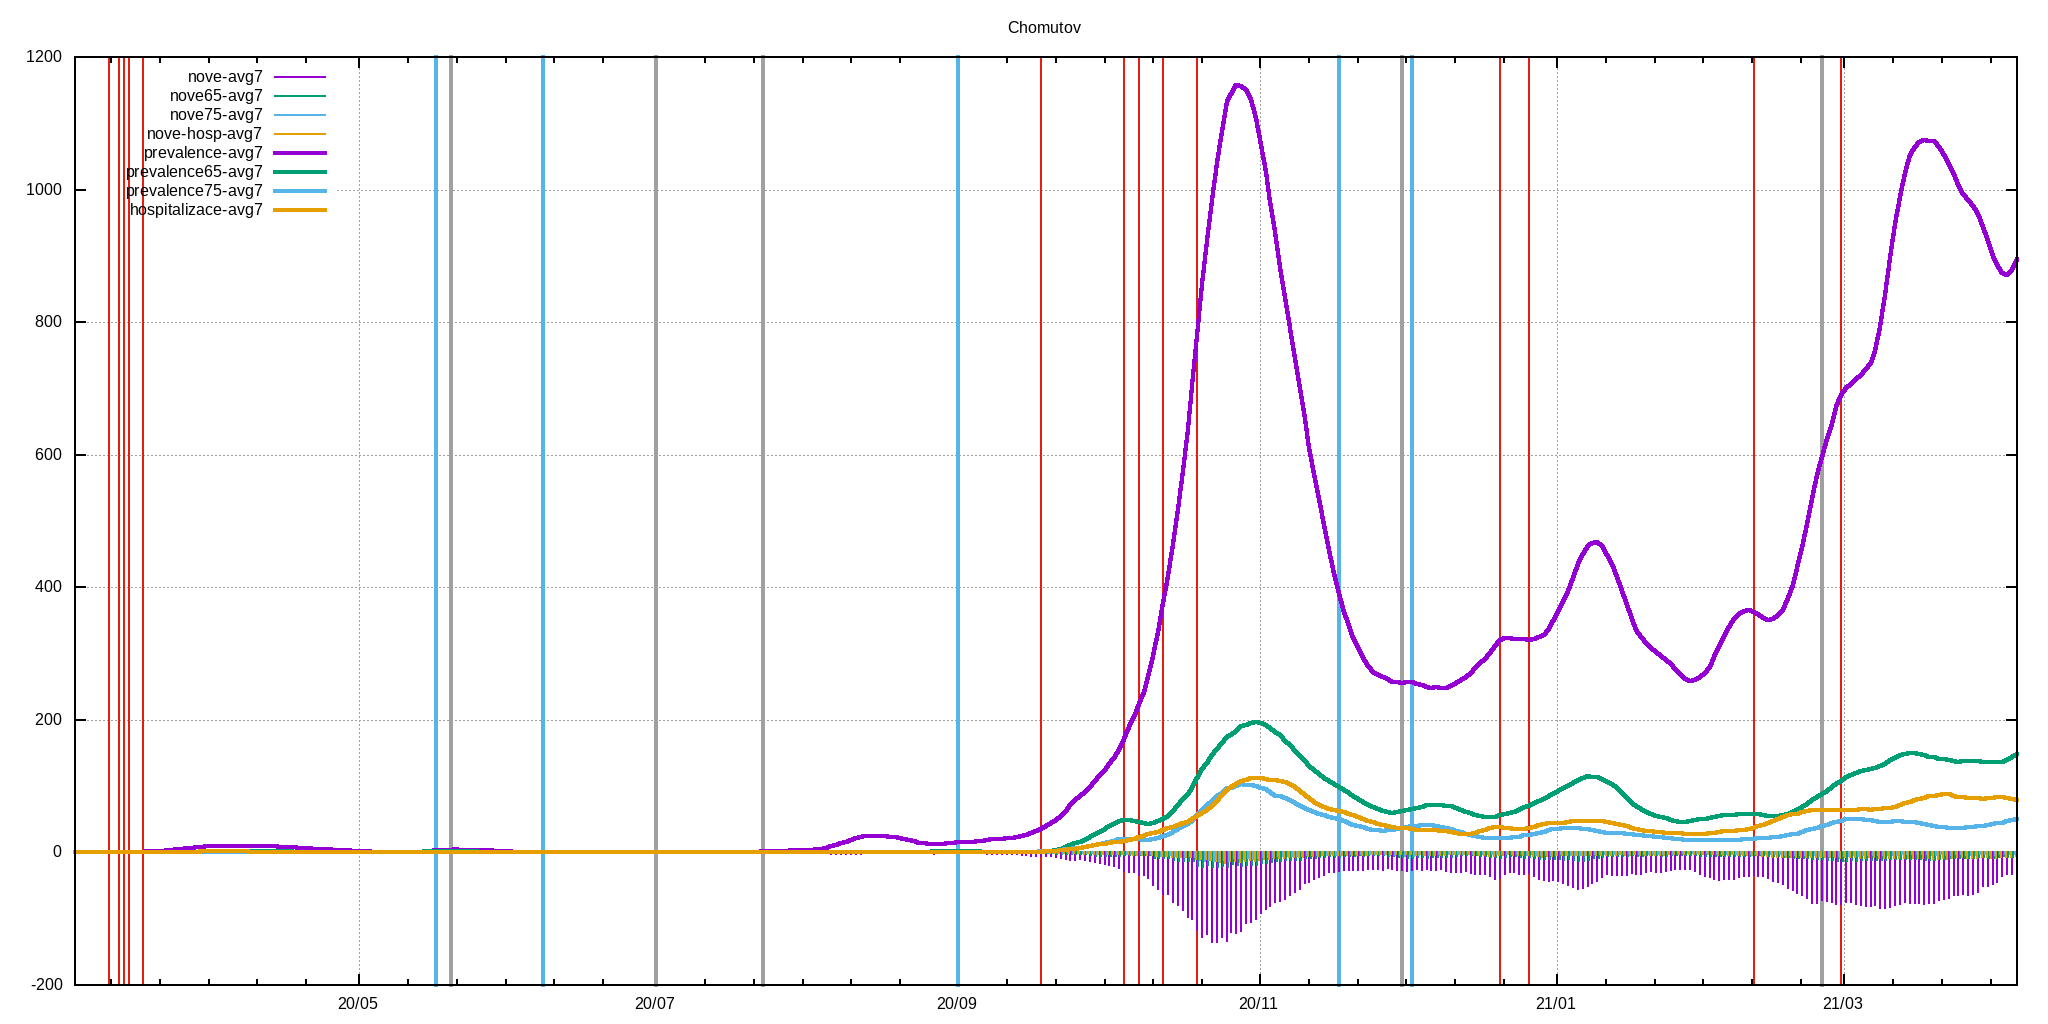 Chomutov
1200
1000
800
600
400
200
0
-200
nove-avg7
nove65-avg7
nove75-avg7
nove-hosp-avg7
prevalence-avg7
prevalence65-avg7
prevalence75-avg7
hospitalizace-avg7
20/05
20/07
20/09
20/11
21/01
21/03